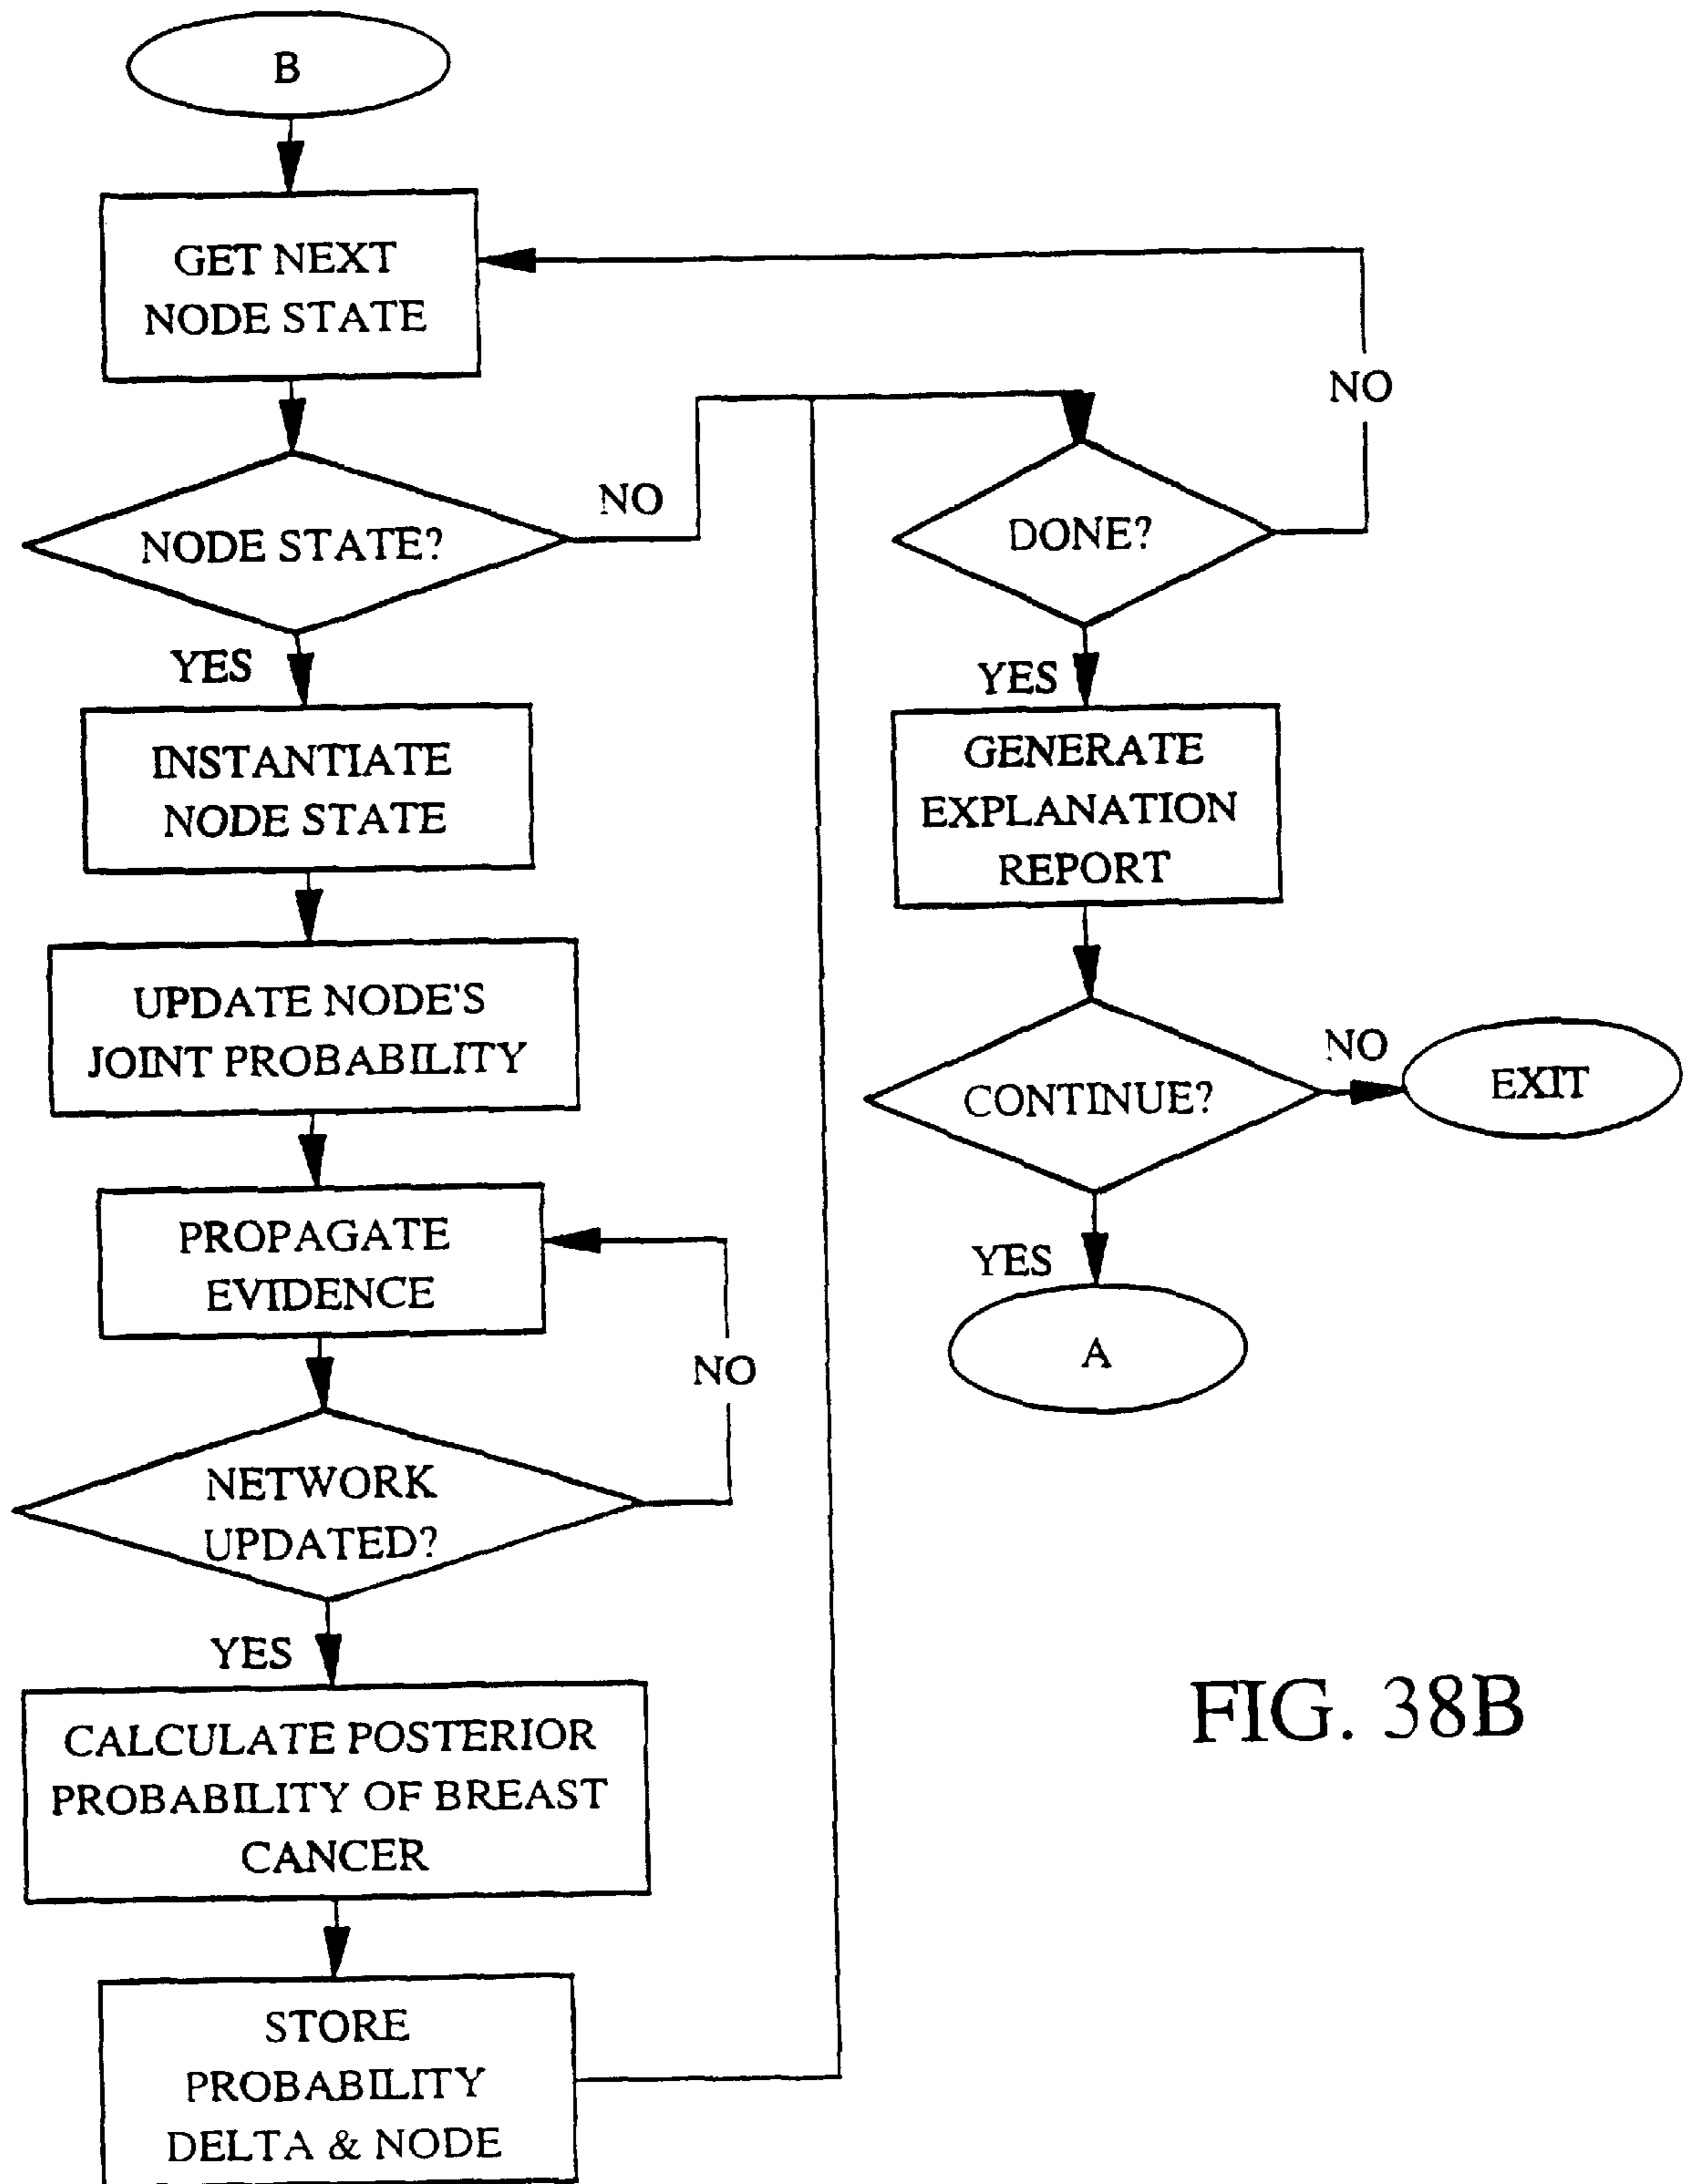 B
GET NEXT
NODE STATE
NODE STATE?
NO
YES
INSTANTIATE
NODE STATE
UPDATE NODE'S
JOINT PROBABILITY
PROPAGATE
EVIDENCE
NO
NETWORK
UPDATED?
YES
CALCULATE POSTERIOR
PROBABILITY OF BREAST
CANCER
STORE
PROBABILITY
DELTA & NODE
NO
DONE?
YES
GENERATE
EXPLANATION
REPORT
CONTINUE?
NO
EXIT
YES
A
FIG. 38B